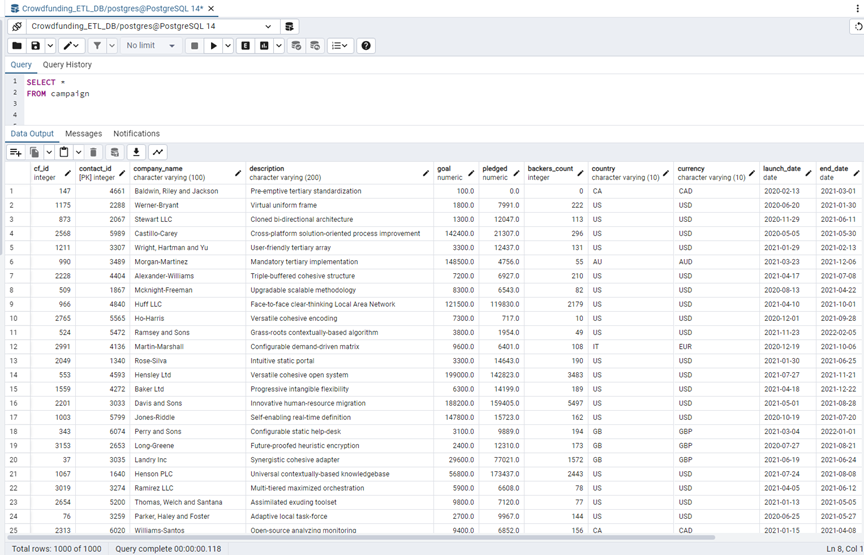 Crowdfunding_ETL_DB/postgres@PostgreSQL 14*
Crowdfunding_ETL_DB/postgres@PostgreSQL 14
No limit
Query Query History
1 SELECT *
2 FROM campaign
3
4
Data Output Messages Notifications
cf_id contact_id company_name description goal pledged backers_count country currency launch_date end_date
integer [PK] integer character varying (100) character varying (200) numeric numeric integer character varying (10) character varying (10) date date
1 147 4661 Baldwin, Riley and Jackson Pre-emptive tertiary standardization 100.0 0.0 0 CA CAD 2020-02-13 2021-03-01
2 1175 2288 Werner-Bryant Virtual uniform frame 1800.0 7991.0 222 US USD 2020-06-20 2021-01-30
3 873 2067 Stewart LLC Cloned bi-directional architecture 1300.0 12047.0 113 US USD 2020-11-29 2020-06-11
4 2568 5989 Castillo-Carey Cross-platform solution-oriented process improvement 142400.0 21307.0 296 US USD 2020-05-05 2021-05-30
5 1211 3307 Wright, Hartman and Yu User-friendly tertiary array 3300.0 12437.0 131 US USD 2021-01-29 2021-02-13
6 990 3489 Morgan-Martinez Mandatory tertiary implementation 148500.0 4756.0 55 AU AUD 2021-03-23 2021-12-06
7 2228 4404 Alexander-Williams Triple-buffered cohesive structure 7200.0 6927.0 210 US USD 2021-04-17 2021-07-08
8 509 1867 Mcknight-Freeman Upgradable scalable methodology 8300.0 6543.0 82 US USD 2020-08-13 2021-04-22
9 966 4840 Huff LLC Face-to-face clear-thinking Local Area Network 121500.0 119830.0 2179 US USD 2021-04-10 2021-10-01
10 2765 5565 Ho-Harris Versatile cohesive encoding 7300.0 717.0 10 US USD 2020-12-01 2021-09-28
11 524 5472 Ramsey and Sons Grass-roots contextually-based algorithm 3800.0 1954.0 49 US USD 2021-11-23 2022-02-05
12 2991 4136 Martin-Marshall Configurable demand-driven matrix 9600.0 6401.0 108 IT EUR 2020-12-19 2021-10-06
13 2049 1340 Rose-Silva Intuitive static portal 3300.0 14643.0 190 US USD 2021-01-30 2021-06-25
14 553 4593 Hensley Ltd Versatile cohesive open system 199000.0 142823.0 3483 US USD 2021-07-27 2021-11-21
15 1559 4272 Baker Ltd Progressive intangible flexibility 6300.0 14199.0 189 US USD 2021-04-18 2021-12-22
16 2201 3033 Davis and Sons Innovative human-resource migration 188200.0 159405.0 5497 US USD 2021-05-01 2021-08-28
17 1003 5799 Jones-Riddle Self-enabling real-time definition 147800.0 15723.0 162 US USD 2020-10-19 2021-07-20
18 343 6074 Perry and Sons Configurable static help-desk 3100.0 9889.0 194 GB GBP 2021-03-04 2022-01-01
19 3153 2653 Long-Greene Future-proofed heuristic encryption 2400.0 12310.0 173 GB GBP 2020-07-27 2021-08-21
20 37 3035 Landry Inc Synergistic cohesive adapter 29600.0 77021.0 1572 GB GBP 2021-06-19 2021-06-24
21 1067 1640 Henson PLC Universal contextually-based knowledgebase 56800.0 173437.0 2443 US USD 2021-07-24 2021-08-08
22 3019 3274 Ramirez LLC Multi-tiered maximized orchestration 5900.0 6608.0 78 US USD 2021-04-05 2021-06-12
23 2654 5200 Thomas, Welch and Santana Assimilated exuding toolset 9800.0 7120.0 77 US USD 2021-01-13 2021-05-05
24 76 3259 Parker, Haley and Foster Adaptive local task-force 2700.0 9967.0 144 US USD 2020-06-25 2021-05-27
25 2313 6020 Williams-Santos Open-source analyzing monitoring 9400.0 6852.0 156 CA CAD 2021-01-15 2021-04-08
Total rows: 1000 of 1000 Query complete 00:00:00.118 Ln 8, Col 1